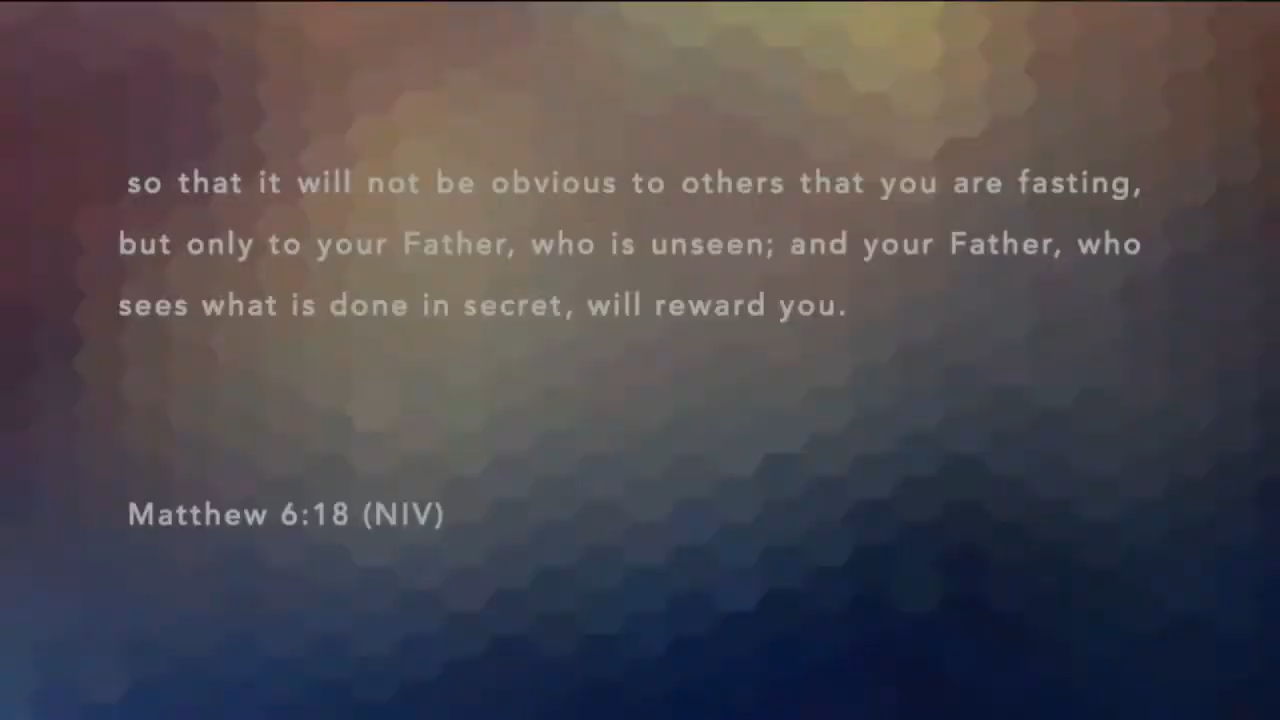 so that it will not be obvious to others that you are fasting,
but only to your Father, who is unseen; and your Father, who
sees what is done in secret, will reward you.
Matthew 6:18 (NIV)